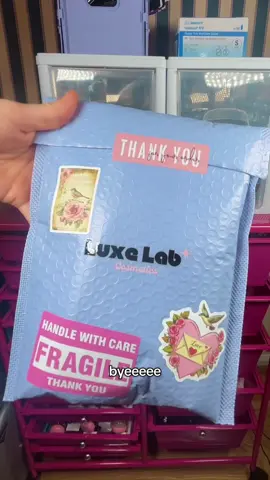 THANK YOU
Luxe Lab
Cosmetics
HANDLE WITH CARE
FRAGILE
THANK YOU
byeeeee